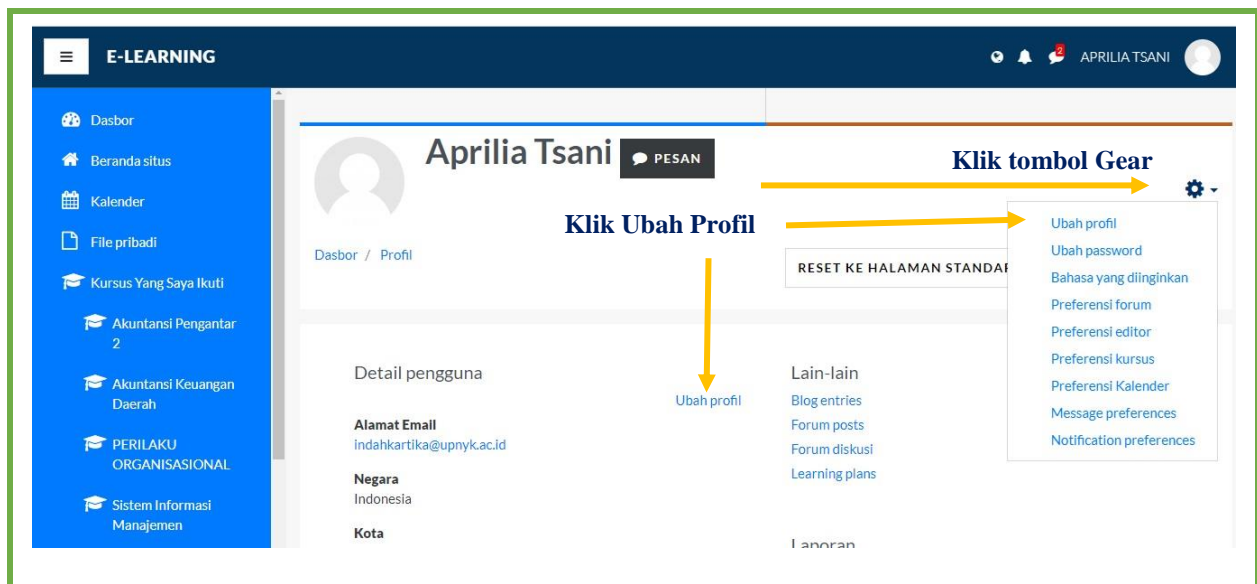 E-LEARNING
2
APRILIA TSANI
Dasbor
Beranda situs
Kalender
File pribadi
Kursus Yang Saya Ikuti
Akuntansi Pengantar
2
Akuntansi Keuangan
Daerah
PERILAKU
ORGANISASIONAL
Sistem Informasi
Manajemen
Aprilia Tsani
PESAN
Klik tombol Gear
Klik Ubah Profil
Dasbor / Profil
RESET KE HALAMAN STANDAR
Ubah profil
Ubah password
Bahasa yang diinginkan
Preferensi forum
Preferensi editor
Preferensi kursus
Preferensi Kalender
Message preferences
Notification preferences
Detail pengguna
Ubah profil
Alamat Email
indahkartika@upnyk.ac.id
Negara
Indonesia
Kota
Lain-lain
Blog entries
Forum posts
Forum diskusi
Learning plans
Laporan